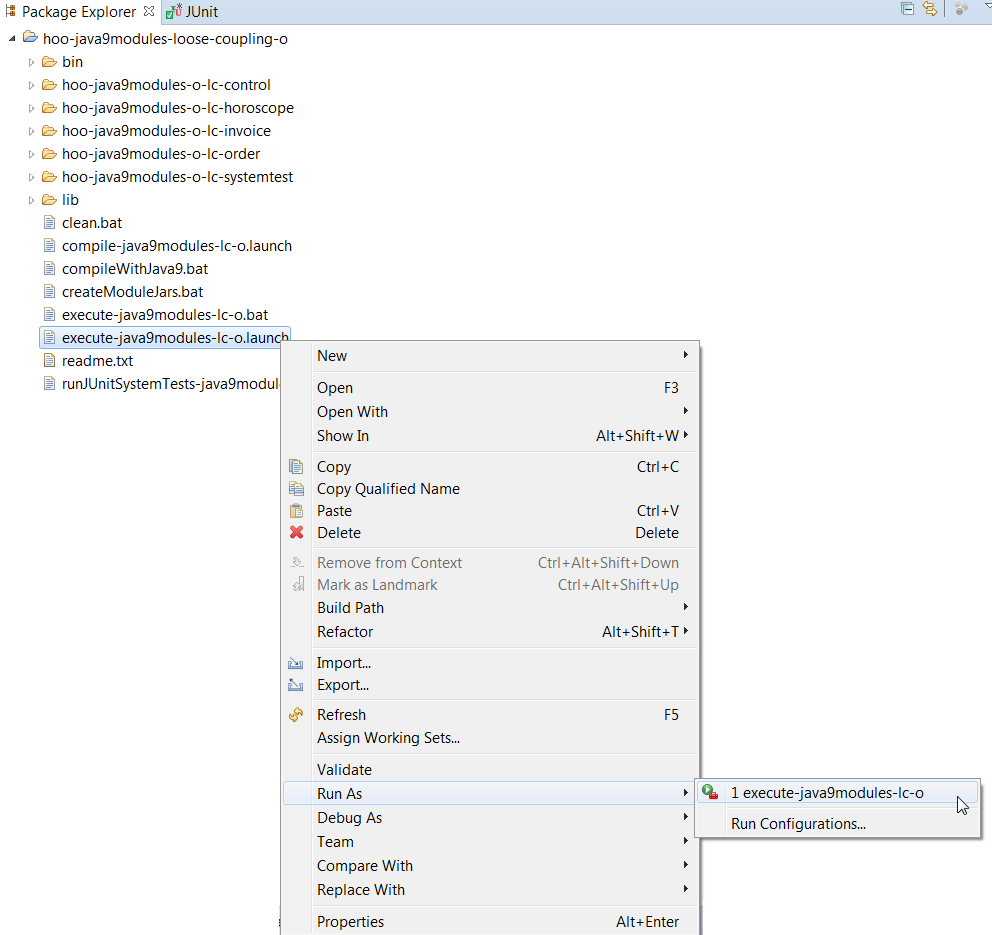 Package Explorer JUnit
hoo-java9modules-loose-coupling-o
bin
hoo-java9modules-o-lc-control
hoo-java9modules-o-lc-horoscope
hoo-java9modules-o-lc-invoice
hoo-java9modules-o-lc-order
hoo-java9modules-o-lc-systemtest
lib
clean.bat
compile-java9modules-lc-o.launch
compileWithJava9.bat
createModuleJars.bat
execute-java9modules-lc-o.bat
execute-java9modules-lc-o.launch
readme.txt
runJUnitSystemTests-java9modul
New
Open F3
Open With
Show In Alt+Shift+W
Copy Ctrl+C
Copy Qualified Name
Paste Ctrl+V
Delete Delete
Remove from Context Ctrl+Alt+Shift+Down
Mark as Landmark Ctrl+Alt+Shift+Up
Build Path
Refactor Alt+Shift+T
Import...
Export...
Refresh F5
Assign Working Sets...
Validate
Run As
1 execute-java9modules-lc-o
Run Configurations...
Debug As
Team
Compare With
Replace With
Properties Alt+Enter